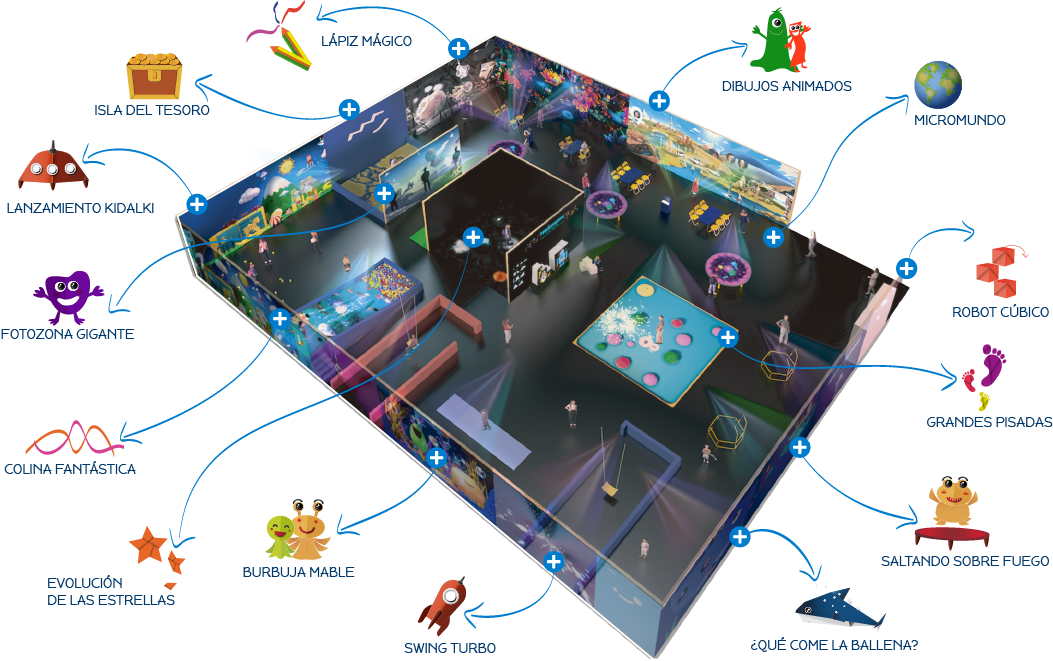 LÁPIZ MÁGICO
DIBUJOS ANIMADOS
ISLA DEL TESORO
MICROMUNDO
LANZAMIENTO KIDALKI
ROBOT CÚBICO
FOTOZONA GIGANTE
GRANDES PISADAS
COLINA FANTÁSTICA
SALTANDO SOBRE FUEGO
BURBUJA MABLE
EVOLUCIÓN
DE LAS ESTRELLAS
SWING TURBO
¿QUÉ COME LA BALLENA?